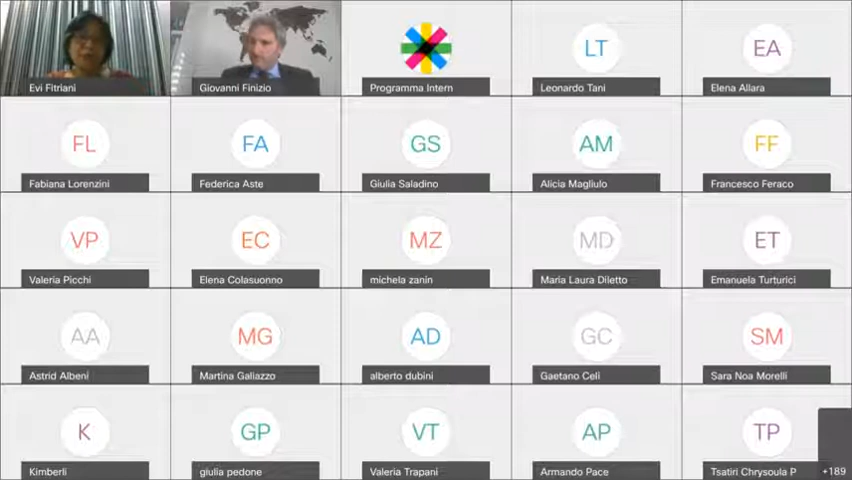 Evi Fitriani
Giovanni Finizio
Programma Intern
LT
Leonardo Tani
EA
Elena Allara
FL
Fabiana Lorenzini
FA
Federica Aste
GS
Giulia Saladino
AM
Alicia Magliulo
FF
Francesco Feraco
VP
Valeria Picchi
EC
Elena Colasuonno
MZ
michela zanin
MD
Maria Laura Diletto
ET
Emanuela Turturici
AA
Astrid Albeni
MG
Martina Gallazzo
AD
alberto dubini
GC
Gaetano Celi
SM
Sara Noa Morelli
K
Kimberli
GP
giulia pedone
VT
Valeria Trapani
AP
Armando Pace
TP
Tsatiri Chrysoula P
+189